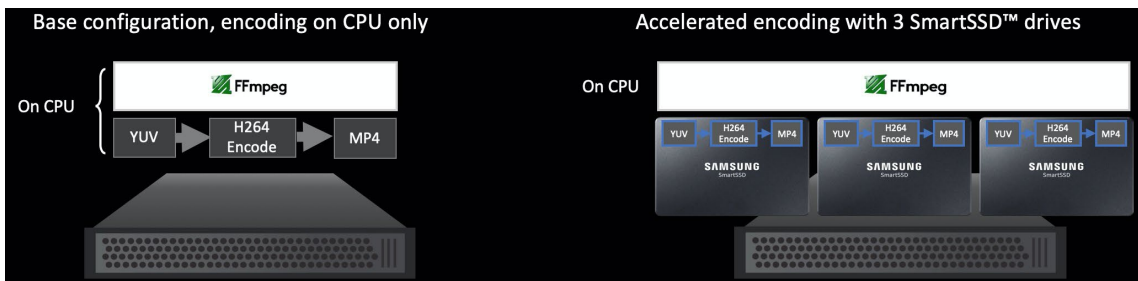 Base configuration, encoding on CPU only
On CPU
FFmpeg
YUV
H264
Encode
MP4
Accelerated encoding with 3 SmartSSD™ drives
On CPU
FFmpeg
YUV
H264
Encode
MP4
SAMSUNG
SmartSSD
YUV
H264
Encode
MP4
SAMSUNG
SmartSSD
YUV
H264
Encode
MP4
SAMSUNG
SmartSSD